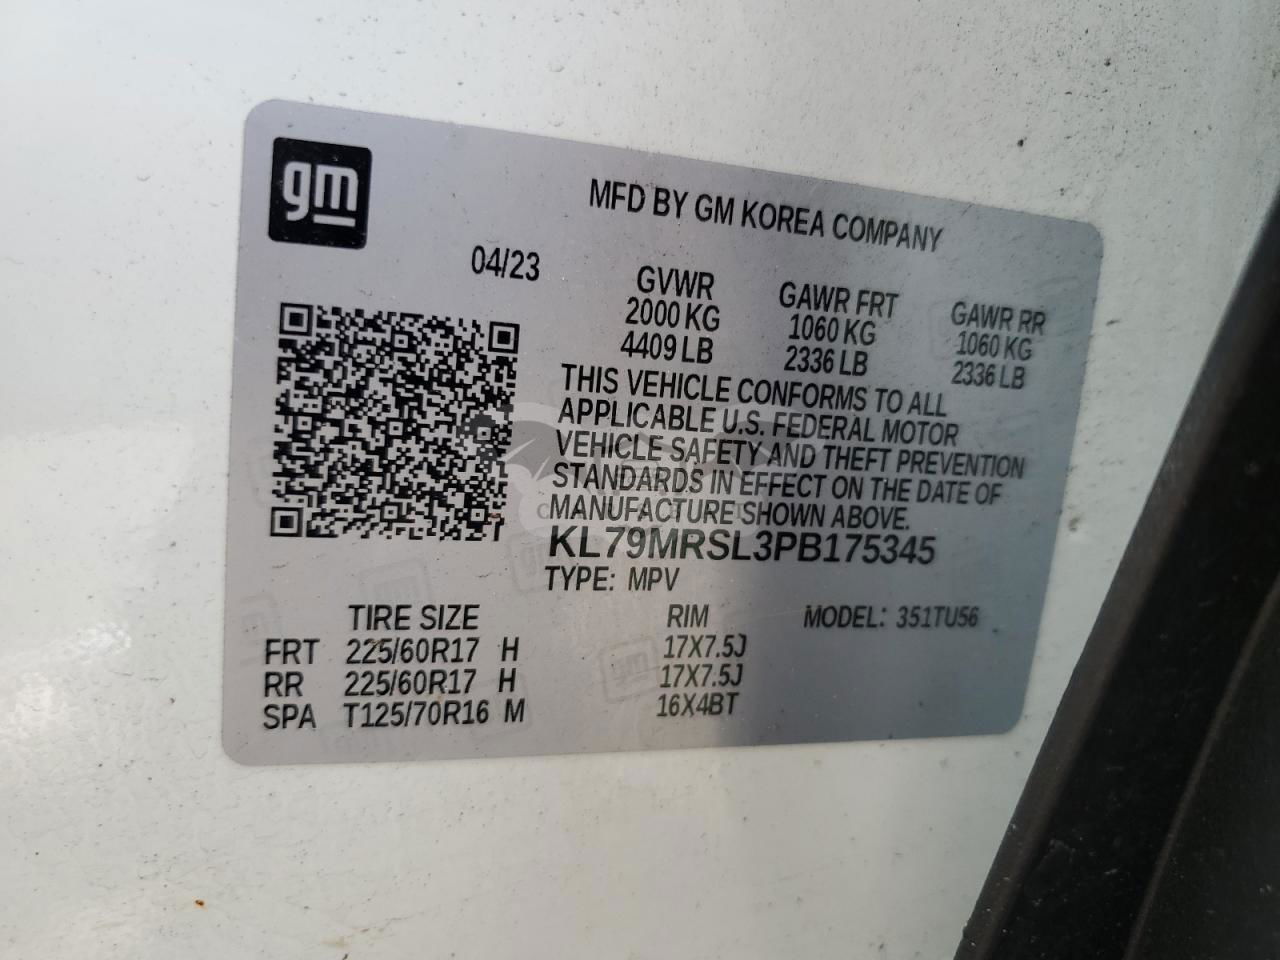 gm
MFD BY GM KOREA COMPANY
04/23
GVWR GAWR FRT GAWR RR
2000 KG 1060 KG 1060 KG
4409 LB 2336 LB 2336 LB
THIS VEHICLE CONFORMS TO ALL
APPLICABLE U.S. FEDERAL MOTOR
VEHICLE SAFETY AND THEFT PREVENTION
STANDARDS IN EFFECT ON THE DATE OF
MANUFACTURE SHOWN ABOVE.
KL79MRSL3PB175345
TYPE: MPV
TIRE SIZE RIM MODEL: 351TU56
FRT 225/60R17 H 17X7.5J
RR 225/60R17 H 17X7.5J
SPA T125/70R16 M 16X4BT